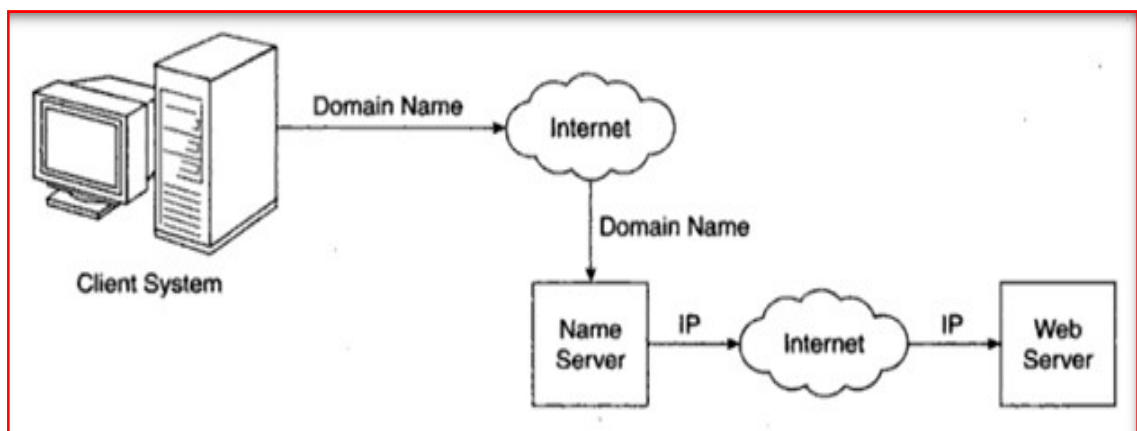 Domain Name
Internet
Domain Name
Client System
Name
Server
IP
Internet
IP
Web
Server